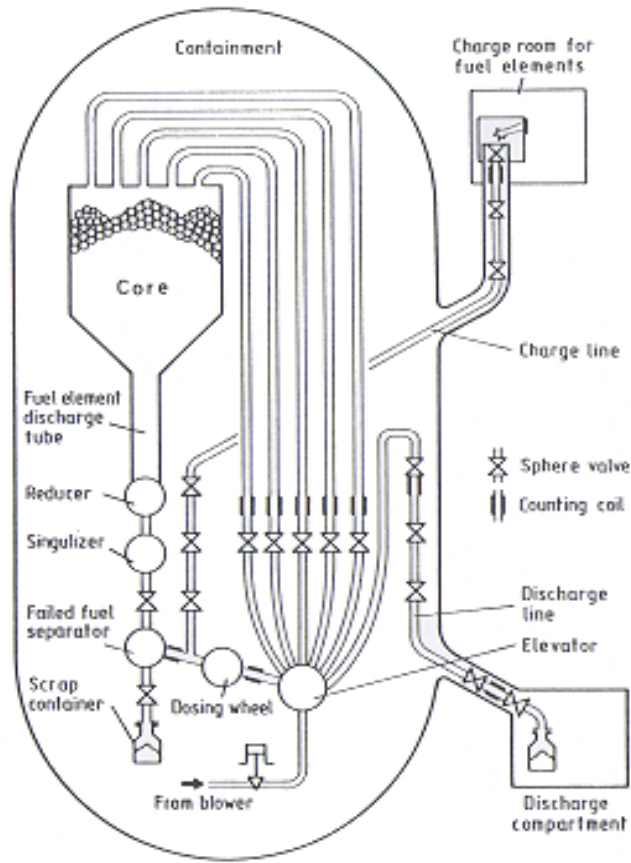 Containment
Charge room for
fuel elements
Core
Charge line
Fuel element
discharge
tube
Sphere valve
Reducer
Counting coil
Singulizer
Discharge
line
Failed fuel
separator
Elevator
Scrap
container
Dosing wheel
From blower
Discharge
compartment